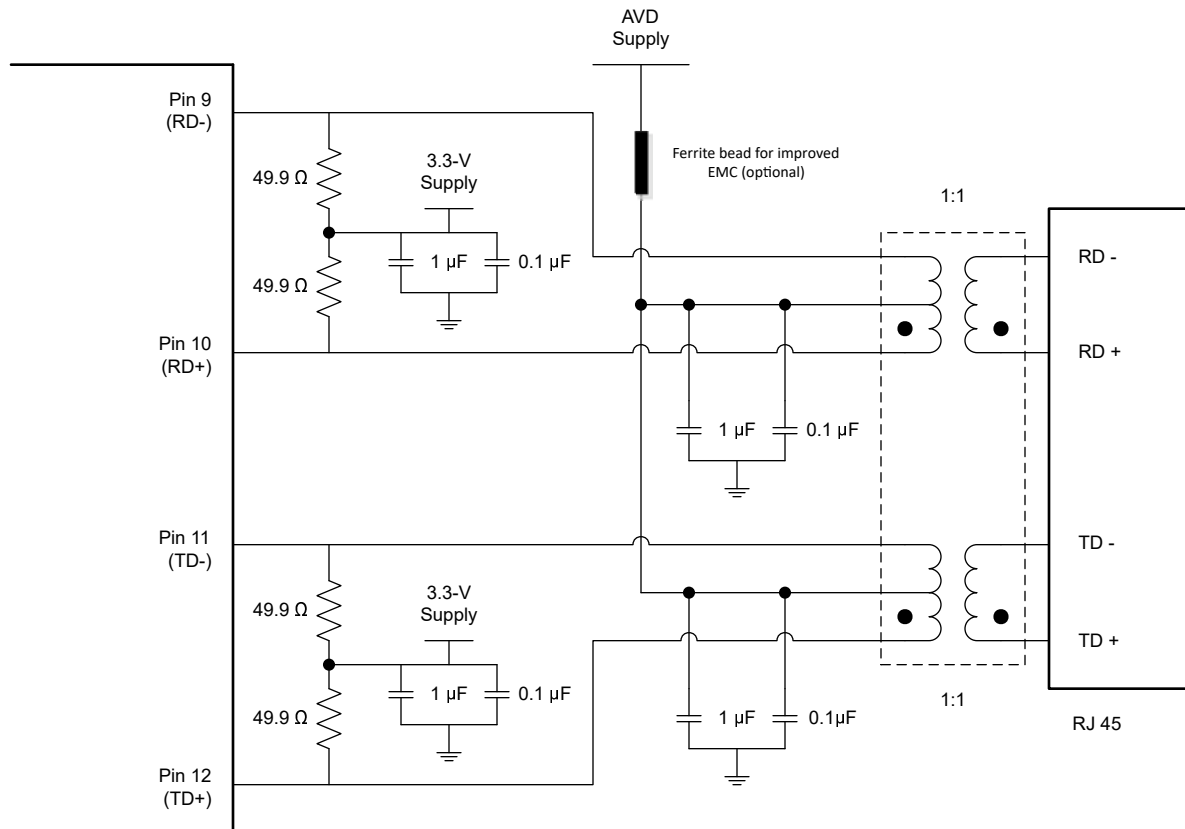 AVD
Supply
Pin 9
(RD-)
Ferrite bead for improved
EMC (optional)
49.9 Ω
3.3-V
Supply
1:1
1 µF
0.1 µF
49.9 Ω
RD -
Pin 10
(RD+)
RD +
1 µF
0.1 µF
Pin 11
(TD-)
TD -
49.9 Ω
3.3-V
Supply
TD +
1 µF
0.1 µF
49.9 Ω
1:1
1 µF
0.1µF
RJ 45
Pin 12
(TD+)